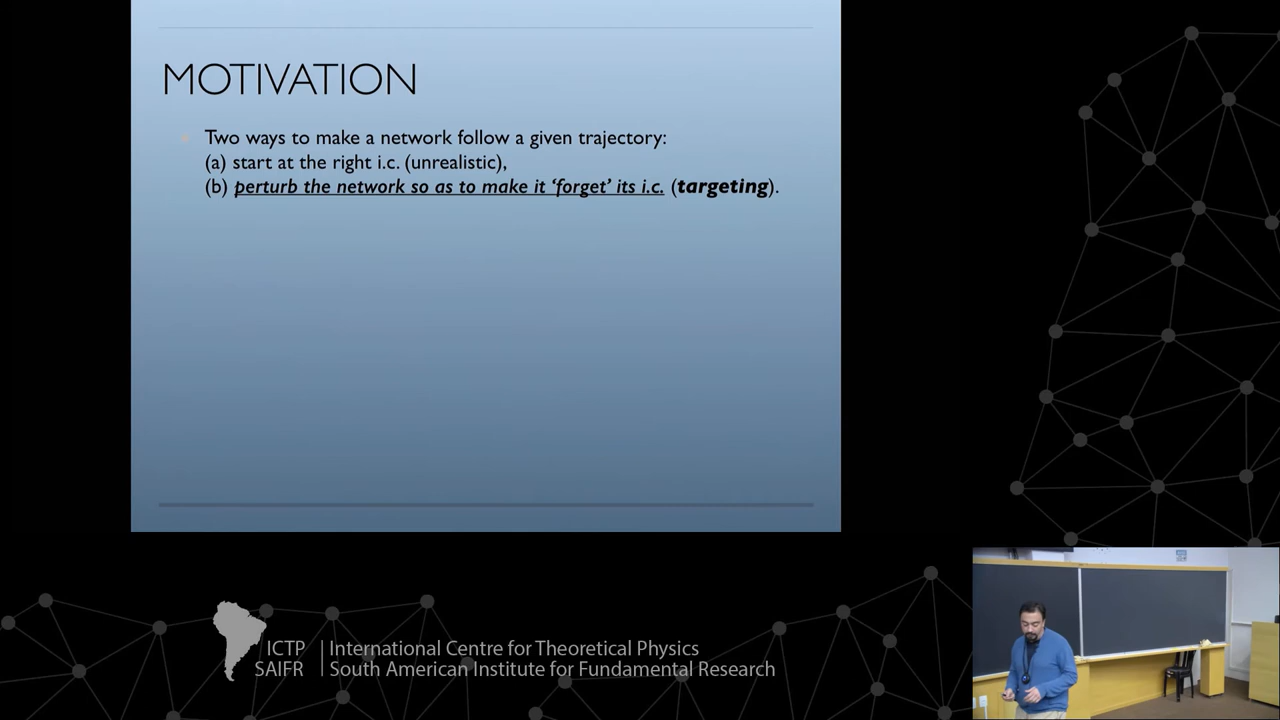 MOTIVATION
Two ways to make a network follow a given trajectory:
(a) start at the right i.c. (unrealistic),
(b) perturb the network so as to make it ‘forget’ its i.c. (targeting).
ICTP
SAIFR
International Centre for Theoretical Physics
South American Institute for Fundamental Research